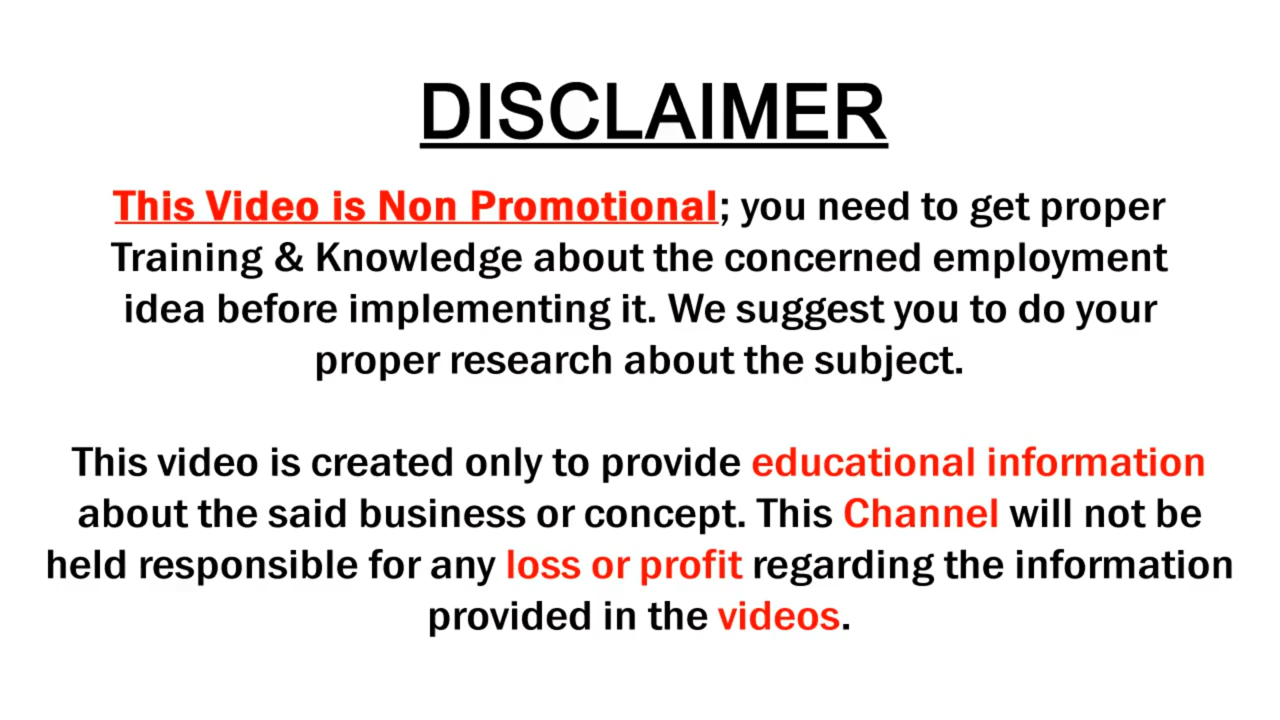 DISCLAIMER
This Video is Non Promotional; you need to get proper
Training & Knowledge about the concerned employment
idea before implementing it. We suggest you to do your
proper research about the subject.
This video is created only to provide educational information
about the said business or concept. This Channel will not be
held responsible for any loss or profit regarding the information
provided in the videos.